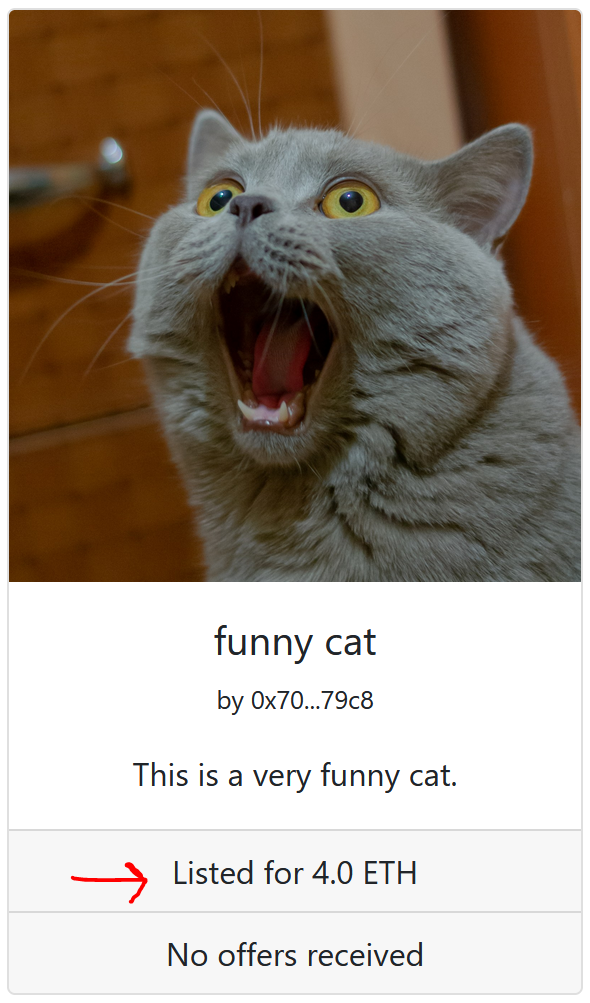 funny cat
by 0x70...79c8
This is a very funny cat.
Listed for 4.0 ETH
No offers received